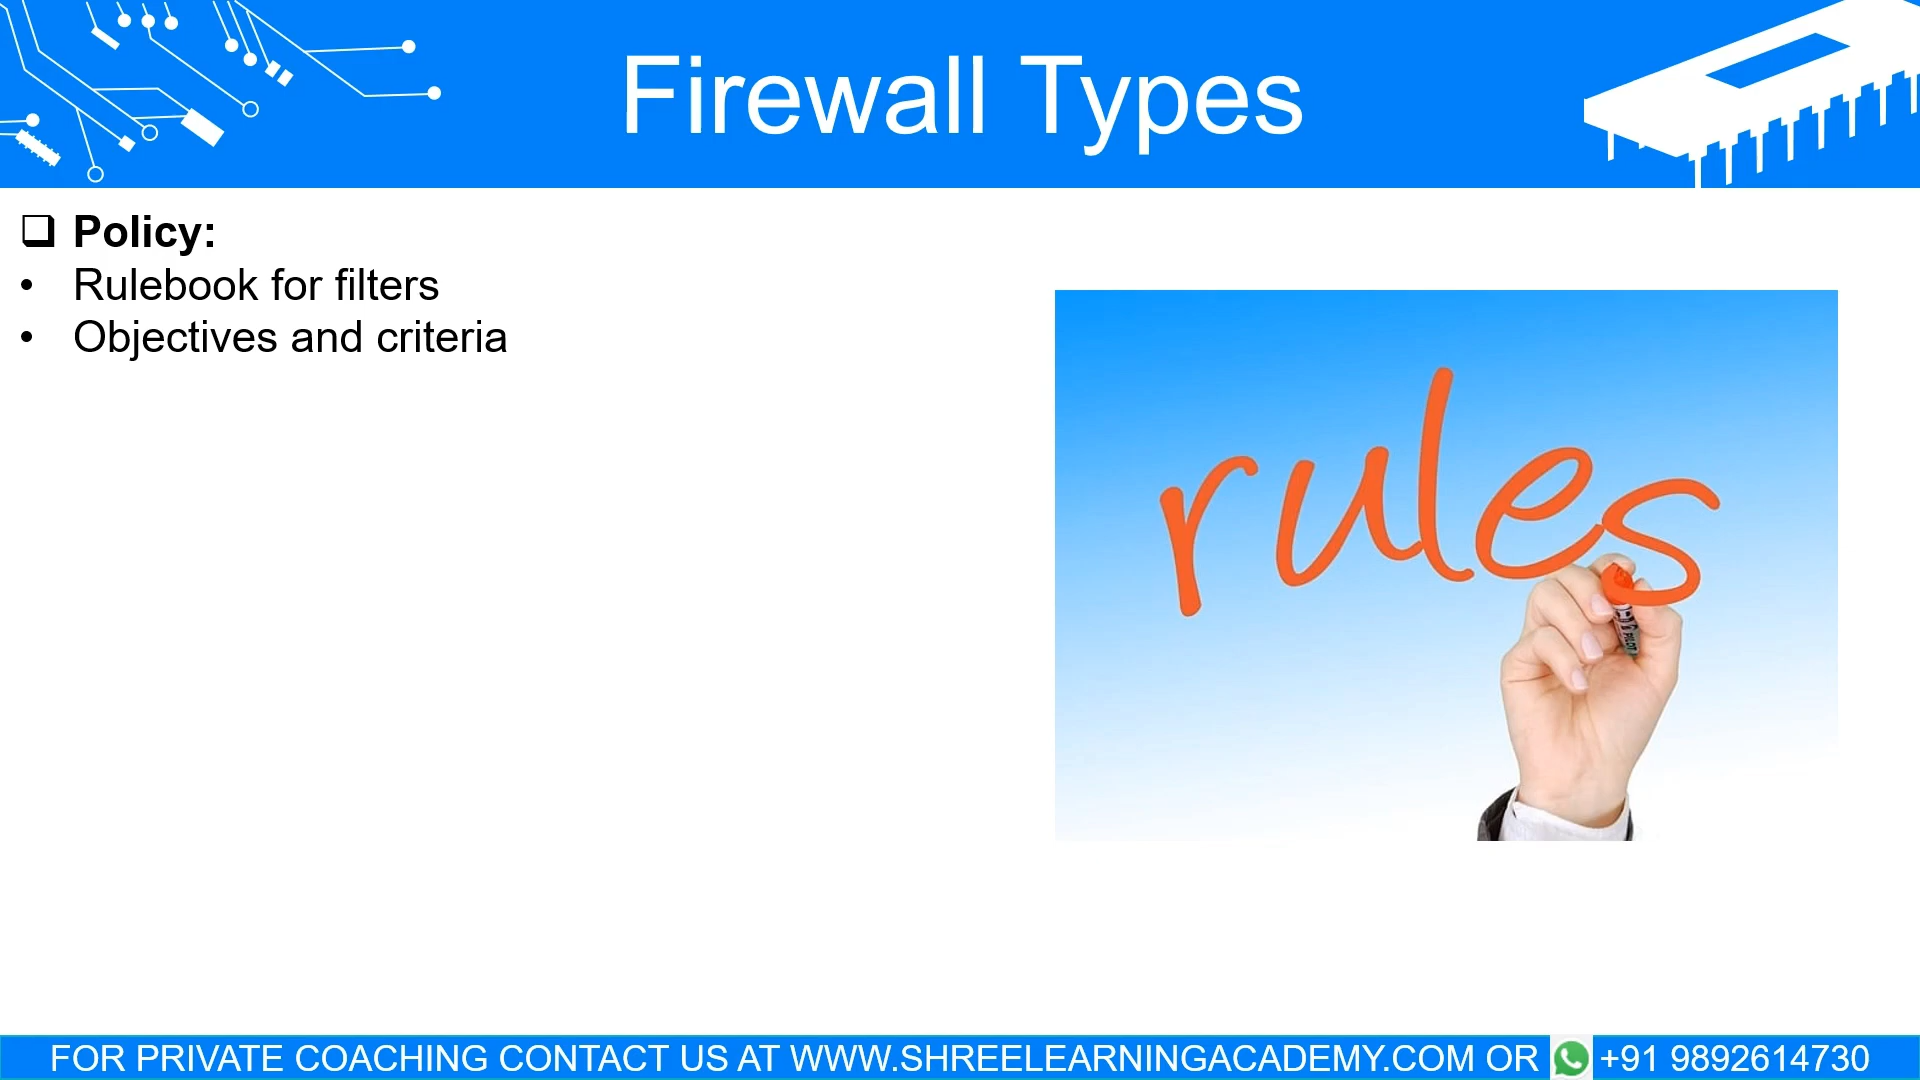 Firewall Types
Policy:
Rulebook for filters
Objectives and criteria
rules
PILOT
FOR PRIVATE COACHING CONTACT US AT WWW.SHREELEARNINGACADEMY.COM OR +91 9892614730